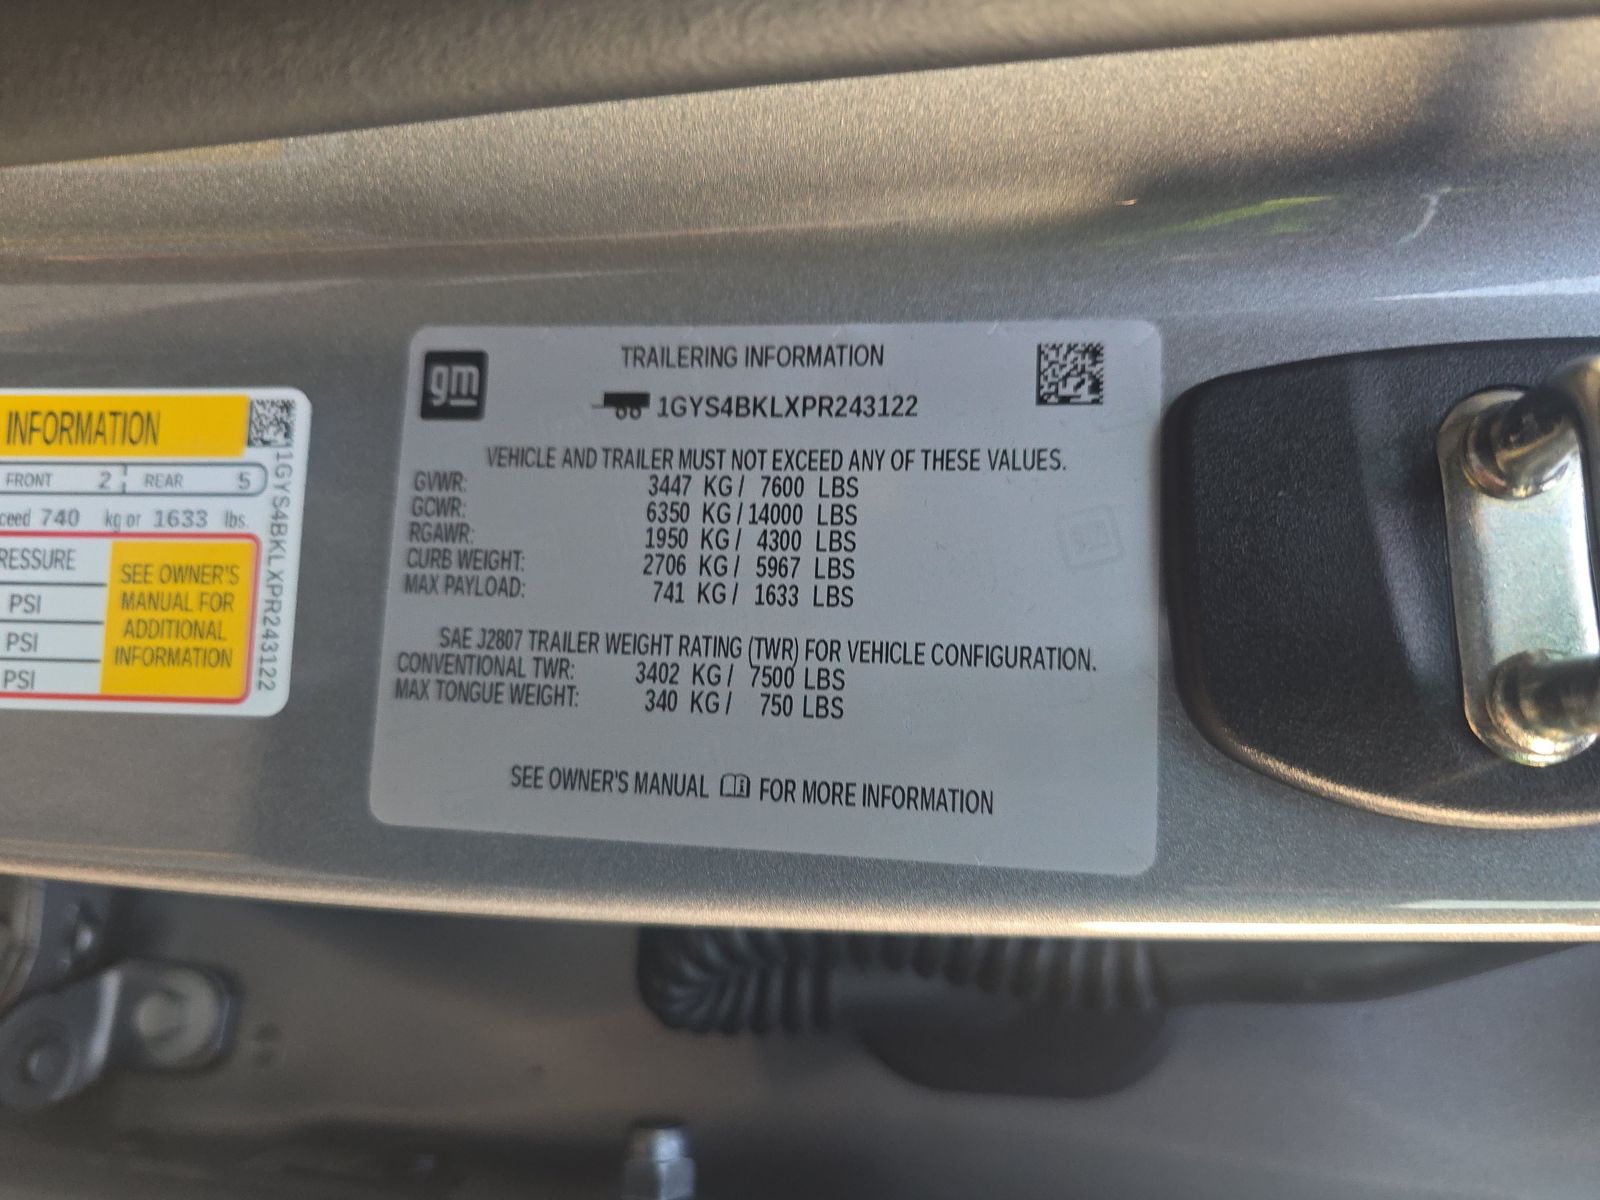 INFORMATION
FRONT 2 REAR 5
ceed 740 kg or 1633 lbs.
RESSURE
PSI
PSI
PSI
SEE OWNER'S
MANUAL FOR
ADDITIONAL
INFORMATION
1GYS4BKLXPR243122
gm
TRAILERING INFORMATION
1GYS4BKLXPR243122
VEHICLE AND TRAILER MUST NOT EXCEED ANY OF THESE VALUES.
GVWR: 3447 KG/ 7600 LBS
GCWR: 6350 KG/14000 LBS
RGAWR: 1950 KG/ 4300 LBS
CURB WEIGHT: 2706 KG/ 5967 LBS
MAX PAYLOAD: 741 KG/ 1633 LBS
SAE J2807 TRAILER WEIGHT RATING (TWR) FOR VEHICLE CONFIGURATION.
CONVENTIONAL TWR: 3402 KG/ 7500 LBS
MAX TONGUE WEIGHT: 340 KG/ 750 LBS
SEE OWNER'S MANUAL FOR MORE INFORMATION